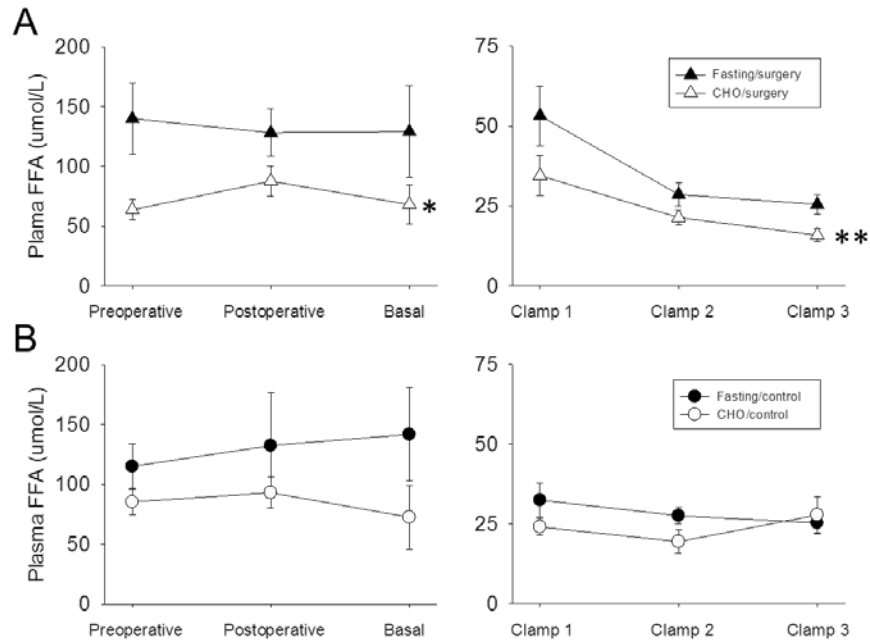 A
Plama FFA (umol/L)
200
150
100
50
0
Preoperative Postoperative Basal
*
75
50
25
0
Clamp 1 Clamp 2 Clamp 3
Fasting/surgery
CHO/surgery
**
B
Plasma FFA (umol/L)
200
150
100
50
0
Preoperative Postoperative Basal
75
50
25
0
Clamp 1 Clamp 2 Clamp 3
Fasting/control
CHO/control